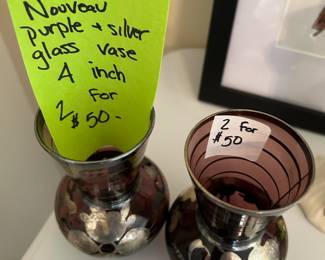 Nouveau
purple + silver
glass vase
4 inch
2 for
$50-
2 for
$50